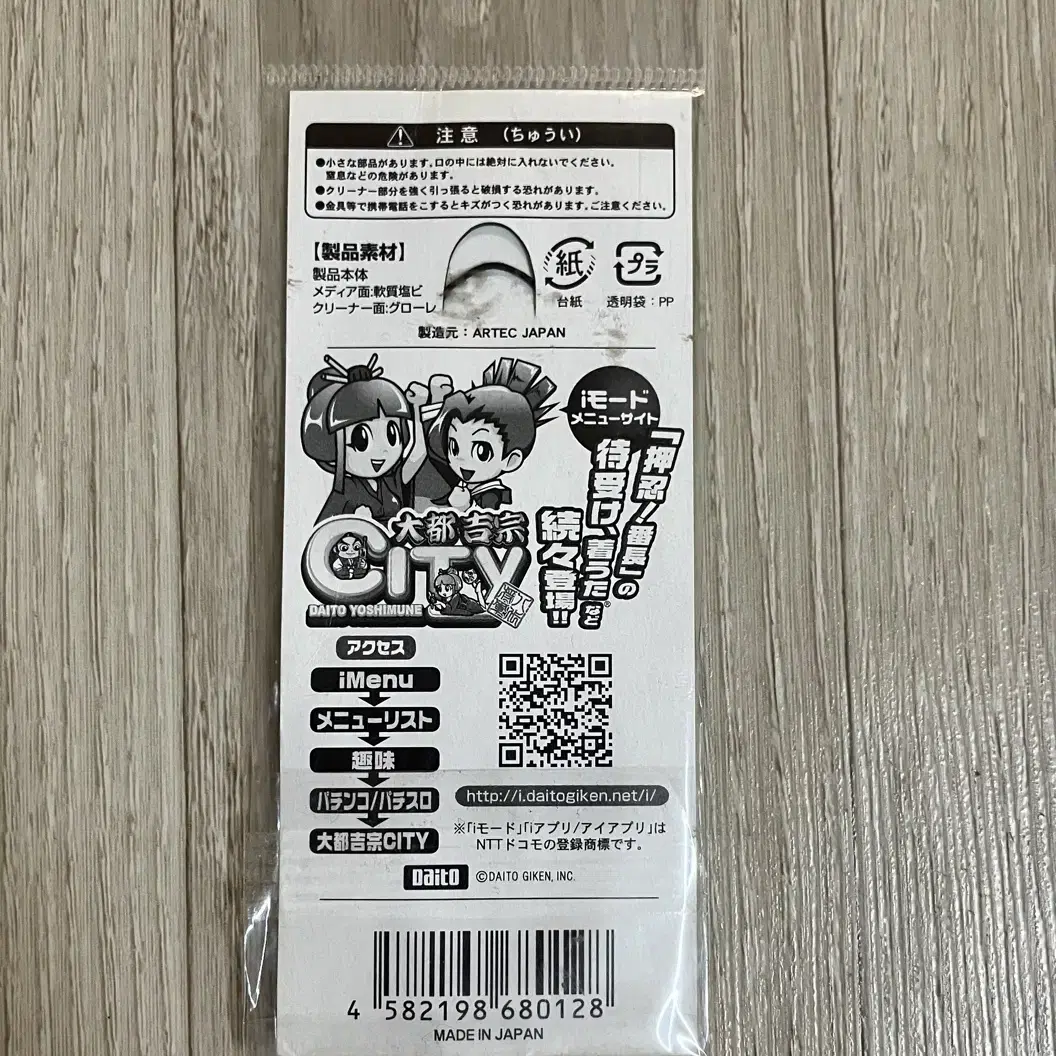 注意 (ちゅうい)
●小さな部品があります。口の中には絶対に入れないでください。
窒息などの危険があります。
●クリーナー部分を強く引っ張ると破損する恐れがあります。
●金具等で携帯電話をこするとキズがつく恐れがあります。ご注意ください。
【製品素材】
製品本体
メディア面:軟質塩ビ
クリーナー面:グローレ
紙
台紙
プラ
透明袋：PP
製造元：ARTEC JAPAN
iモード
メニューサイト
「押忍!番長」の
待受け、着うた®など
続々登場!!
大都吉宗
CITY
DAITO YOSHIMUNE
アクセス
iMenu
メニューリスト
趣味
パチンコ/パチスロ
大都吉宗CITY
http://i.daitogiken.net/i/
※「iモード」「iアプリ/アイアプリ」は
NTTドコモの登録商標です。
Daito ©DAITO GIKEN, INC.
4 582198 680128
MADE IN JAPAN